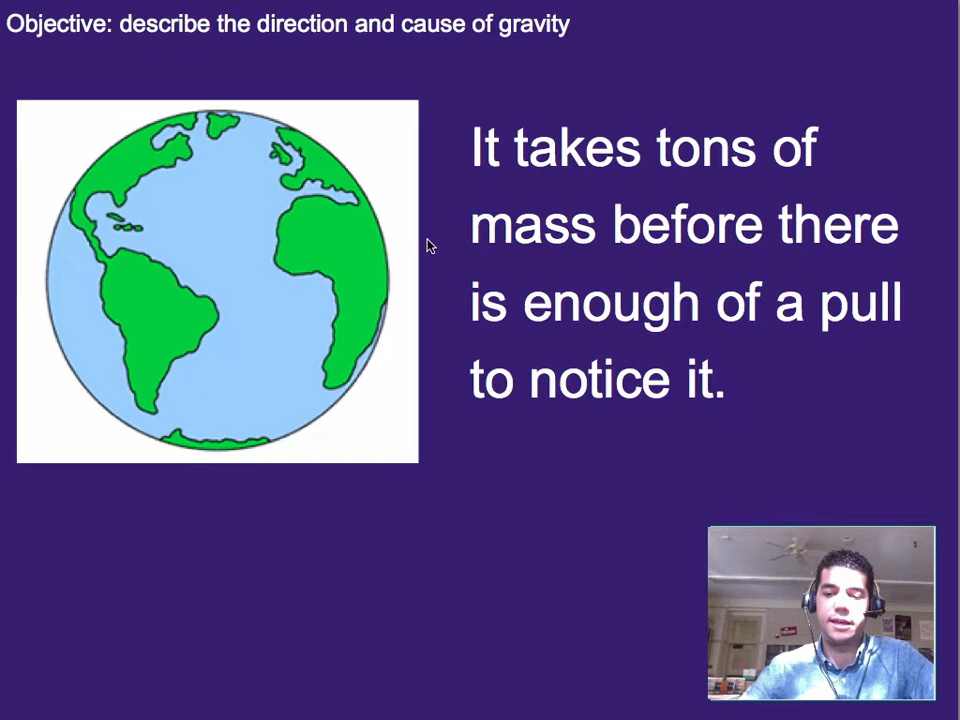 Objective: describe the direction and cause of gravity
It takes tons of
mass before there
is enough of a pull
to notice it.